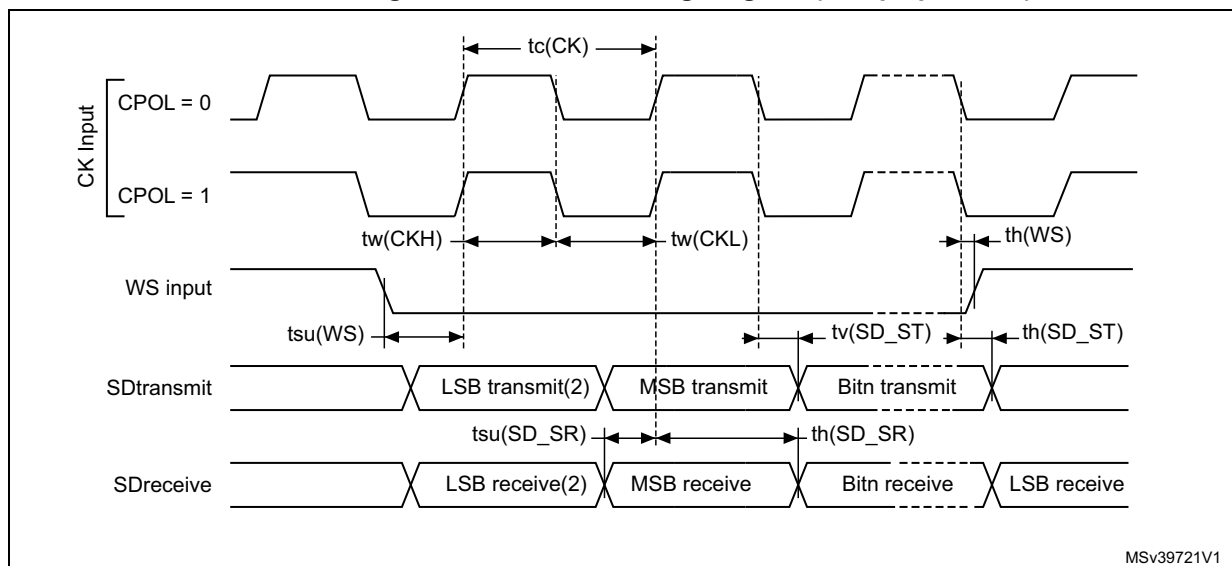 tc(CK)
CK Input
CPOL = 0
CPOL = 1
tw(CKH)
tw(CKL)
th(WS)
WS input
tsu(WS)
tv(SD_ST)
th(SD_ST)
SDtransmit
LSB transmit(2)
MSB transmit
Bitn transmit
tsu(SD_SR)
th(SD_SR)
SDreceive
LSB receive(2)
MSB receive
Bitn receive
LSB receive
MSv39721V1